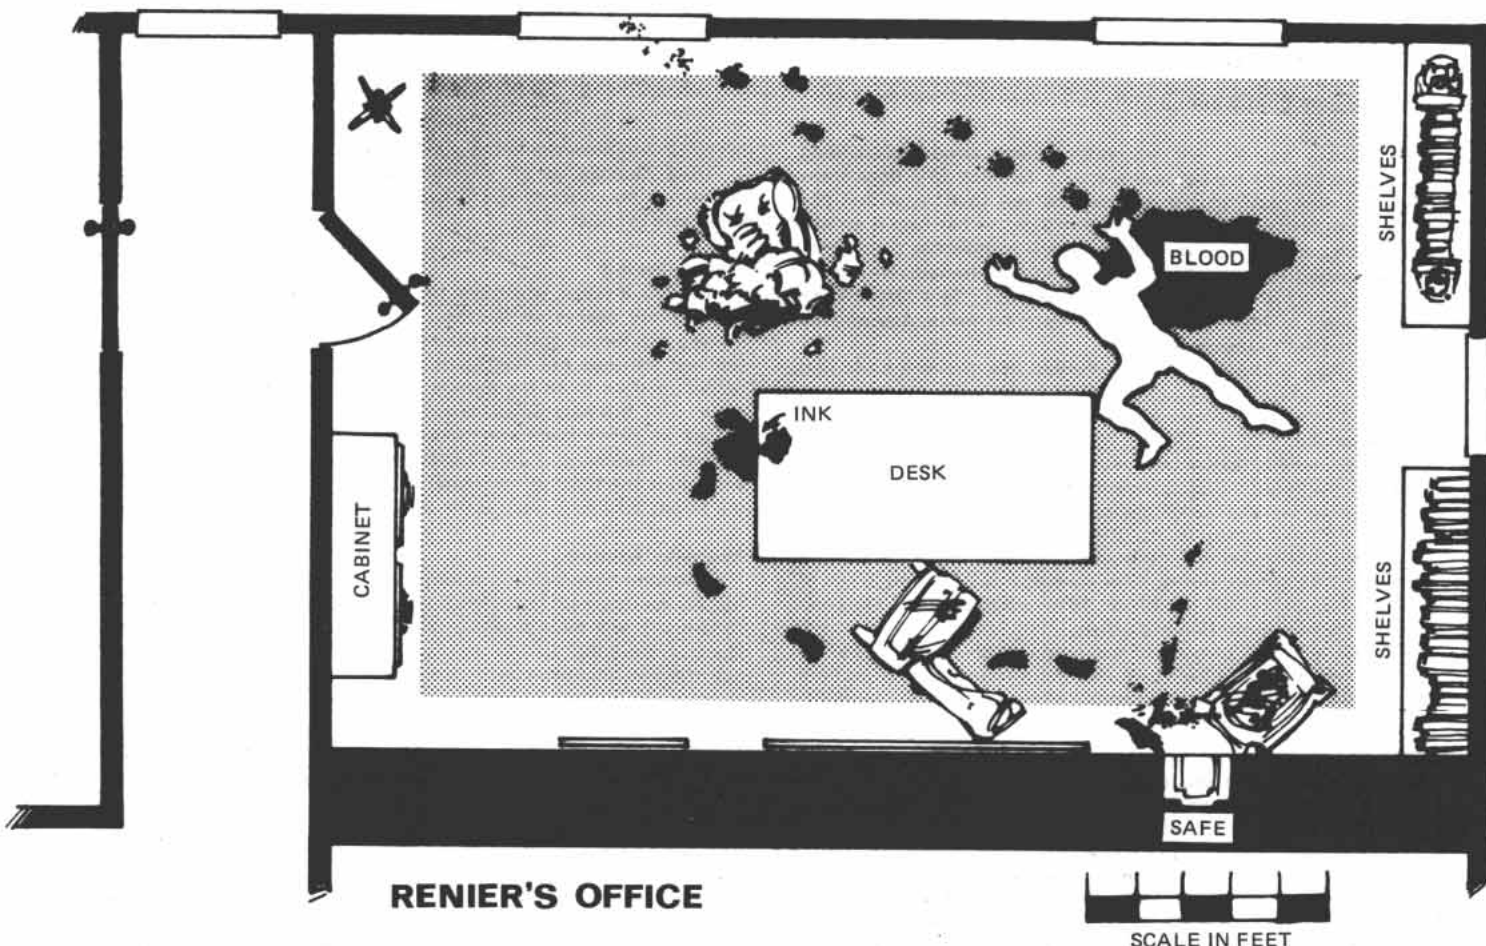 SHELVES
BLOOD
INK
DESK
CABINET
SHELVES
SAFE
RENIER'S OFFICE
SCALE IN FEET